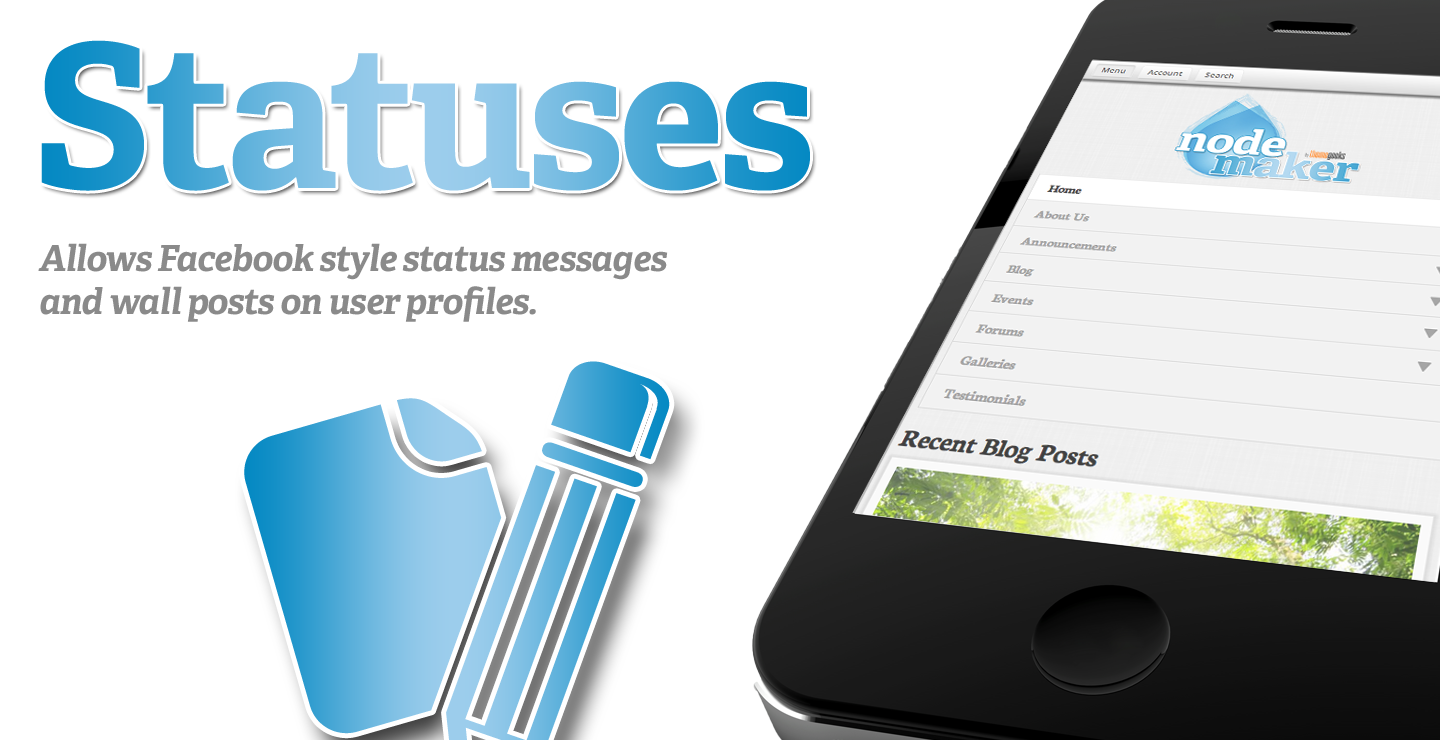 Statuses
Allows Facebook style status messages
and wall posts on user profiles.
Menu Account Search
node
maker
by themegeeks
Home
About Us
Announcements
Blog
Events
Forums
Galleries
Testimonials
Recent Blog Posts